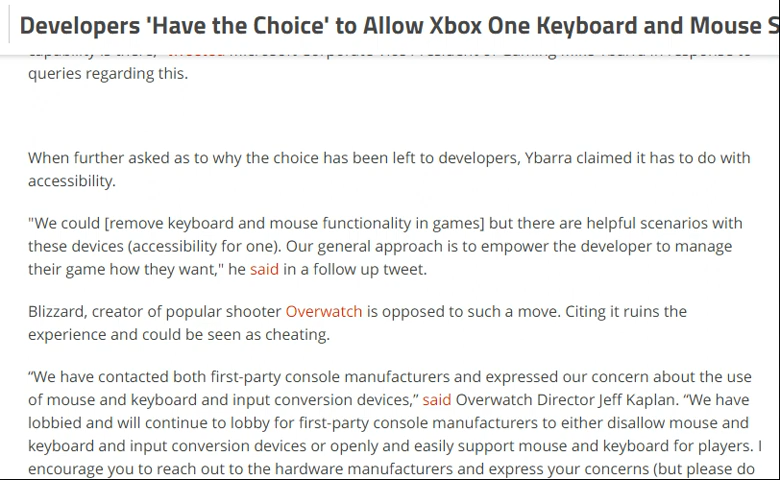 Developers 'Have the Choice' to Allow Xbox One Keyboard and Mouse S
queries regarding this.
When further asked as to why the choice has been left to developers, Ybarra claimed it has to do with
accessibility.
"We could [remove keyboard and mouse functionality in games] but there are helpful scenarios with
these devices (accessibility for one). Our general approach is to empower the developer to manage
their game how they want," he said in a follow up tweet.
Blizzard, creator of popular shooter Overwatch is opposed to such a move. Citing it ruins the
experience and could be seen as cheating.
“We have contacted both first-party console manufacturers and expressed our concern about the use
of mouse and keyboard and input conversion devices,” said Overwatch Director Jeff Kaplan. “We have
lobbied and will continue to lobby for first-party console manufacturers to either disallow mouse and
keyboard and input conversion devices or openly and easily support mouse and keyboard for players. I
encourage you to reach out to the hardware manufacturers and express your concerns (but please do